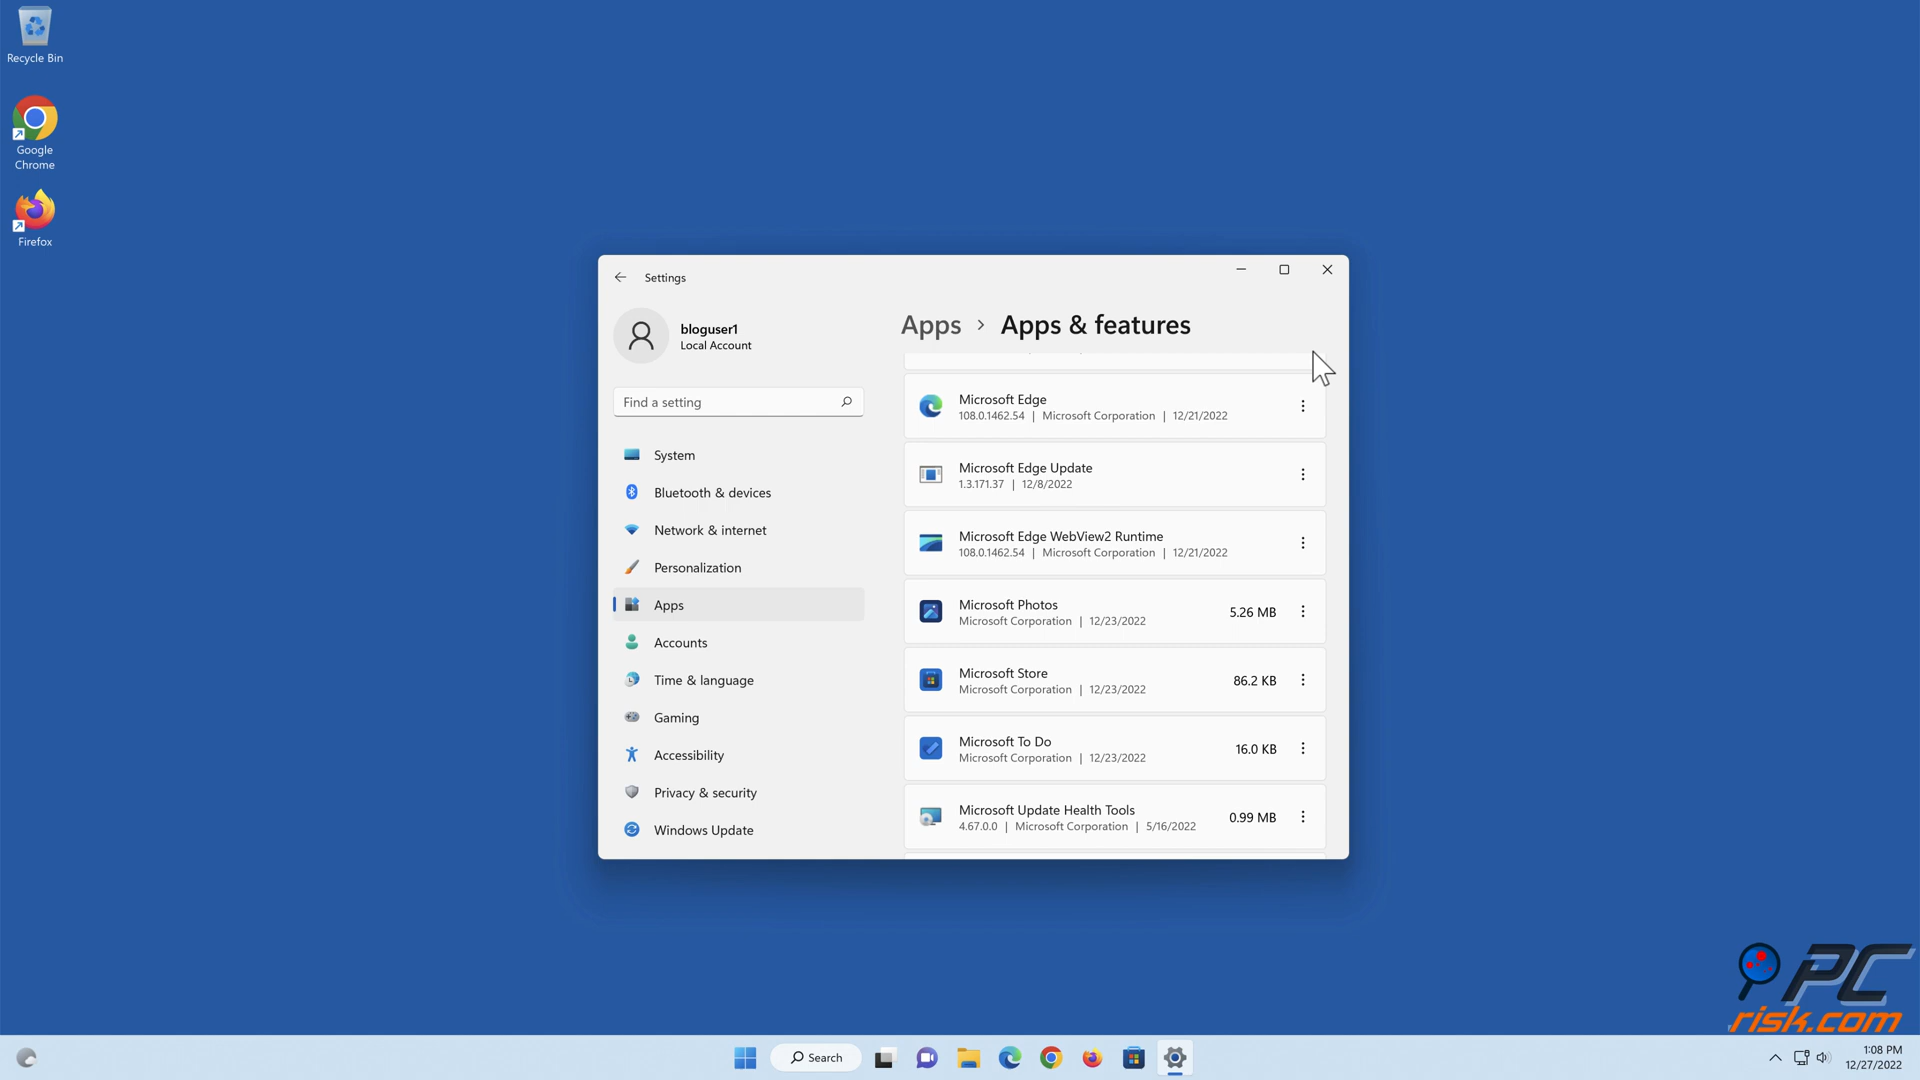 Recycle Bin
Google
Chrome
Firefox
Settings
bloguser1
Local Account
Find a setting
System
Bluetooth & devices
Network & internet
Personalization
Apps
Accounts
Time & language
Gaming
Accessibility
Privacy & security
Windows Update
Apps > Apps & features
Microsoft Edge
108.0.1462.54 | Microsoft Corporation | 12/21/2022
Microsoft Edge Update
1.3.171.37 | 12/8/2022
Microsoft Edge WebView2 Runtime
108.0.1462.54 | Microsoft Corporation | 12/21/2022
Microsoft Photos
Microsoft Corporation | 12/23/2022
5.26 MB
Microsoft Store
Microsoft Corporation | 12/23/2022
86.2 KB
Microsoft To Do
Microsoft Corporation | 12/23/2022
16.0 KB
Microsoft Update Health Tools
4.67.0.0 | Microsoft Corporation | 5/16/2022
0.99 MB
PC
risk.com
Search
1:08 PM
12/27/2022